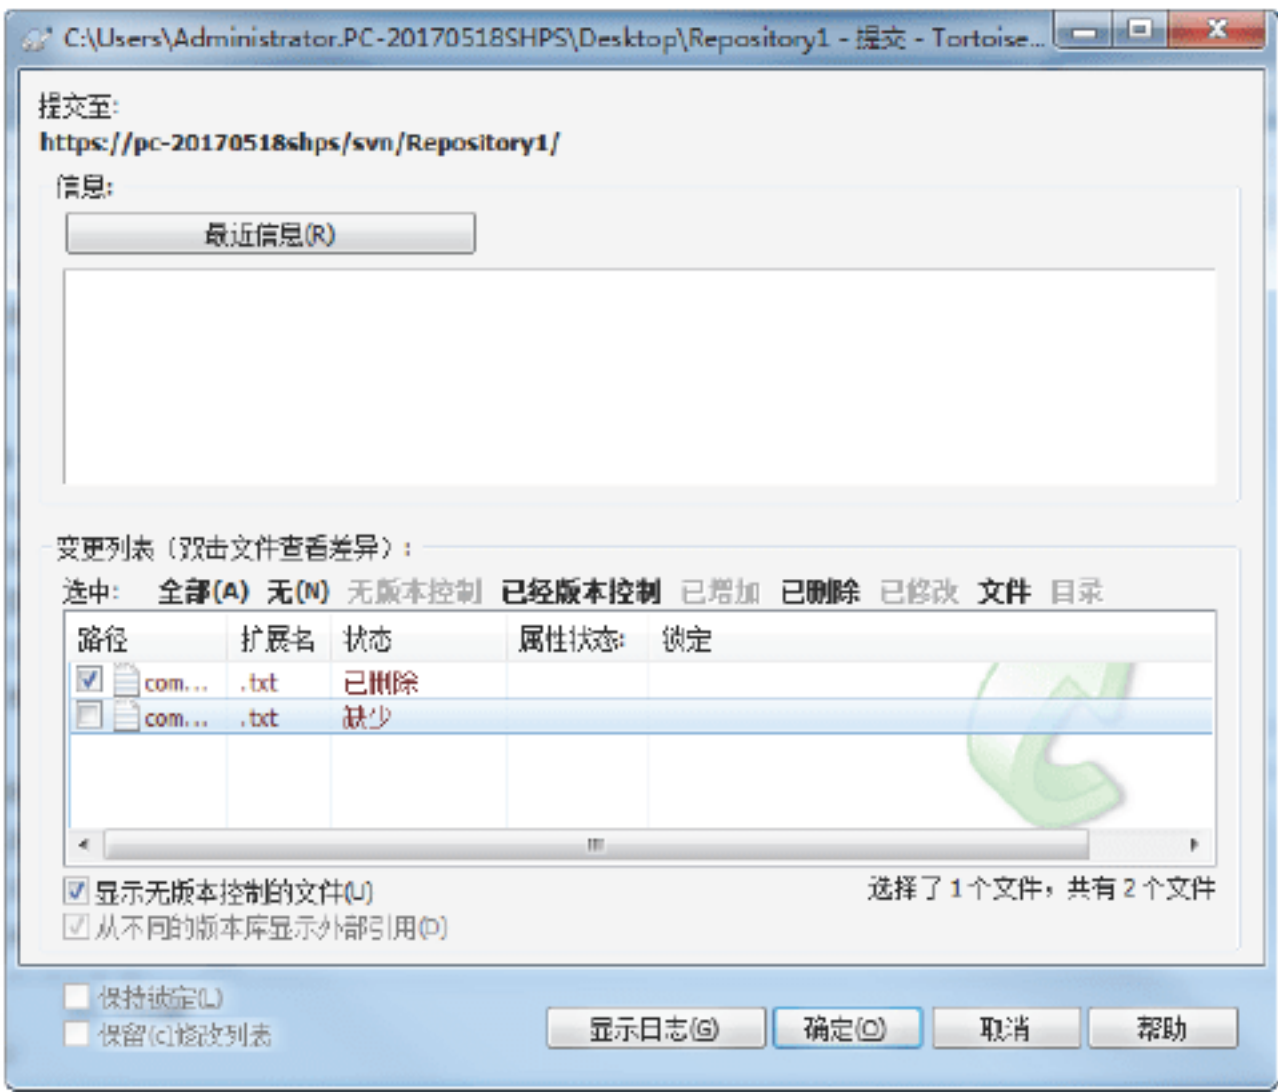 C:\Users\Administrator.PC-20170518SHPS\Desktop\Repository1 - 提交 - Tortoise...
提交至:
https://pc-20170518shps/svn/Repository1/
信息:
最近信息(R)
变更列表（双击文件查看差异）:
选中: 全部(A) 无(N) 无版本控制 已经版本控制 已增加 已删除 已修改 文件 目录
路径 扩展名 状态 属性状态: 锁定
com... .txt 已删除
com... .txt 缺少
显示无版本控制的文件(U) 选择了1个文件，共有2个文件
从不同的版本库显示外部引用(D)
保持锁定(L)
保留(c)修改列表
显示日志(G) 确定(O) 取消 帮助